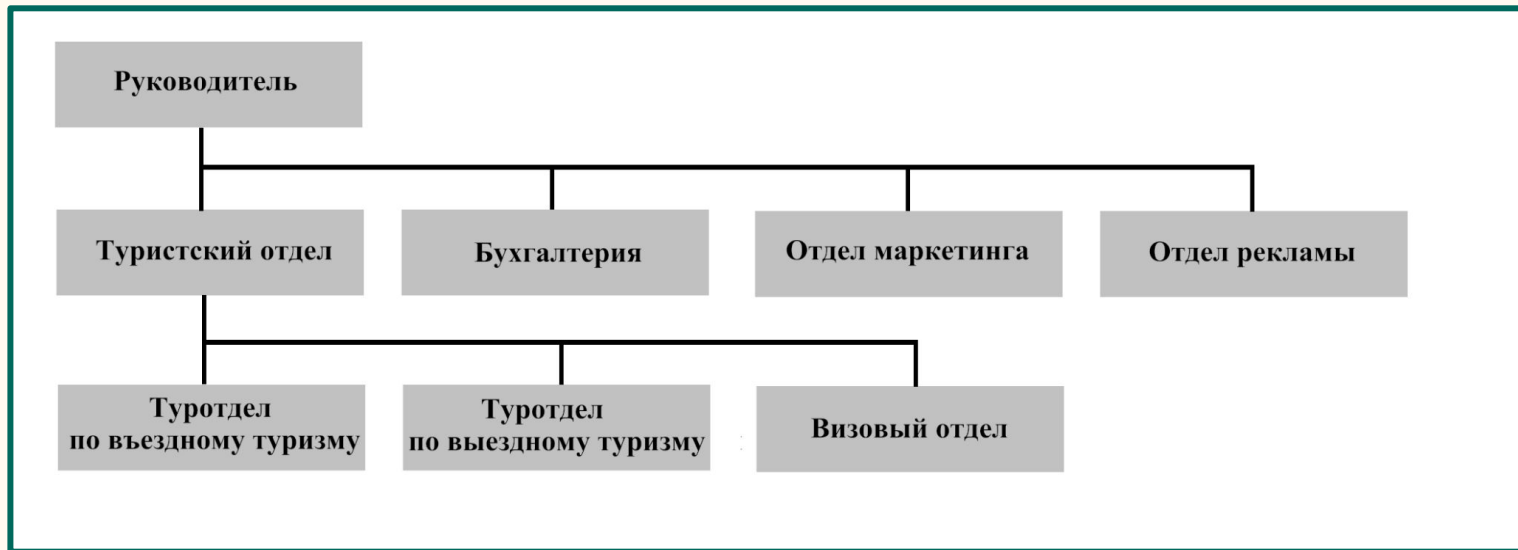 Руководитель
Туристский отдел
Бухгалтерия
Отдел маркетинга
Отдел рекламы
Туротдел
по въездному туризму
Туротдел
по выездному туризму
Визовый отдел